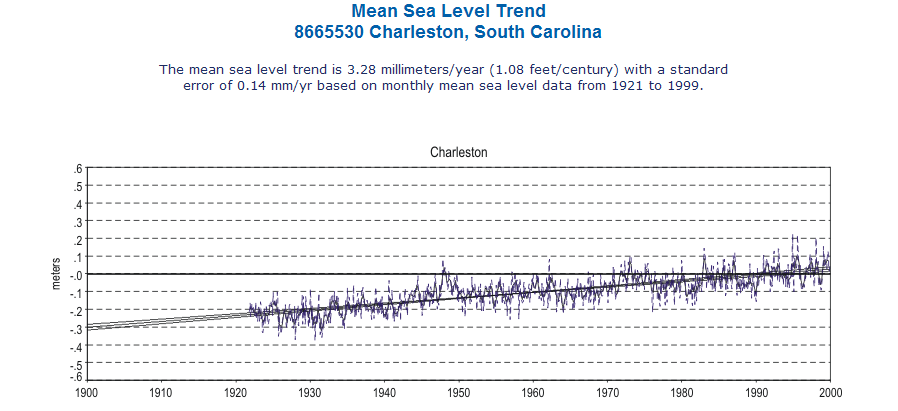 Mean Sea Level Trend
8665530 Charleston, South Carolina
The mean sea level trend is 3.28 millimeters/year (1.08 feet/century) with a standard
error of 0.14 mm/yr based on monthly mean sea level data from 1921 to 1999.
Charleston
.6
.5
.4
.3
.2
.1
-.0
-.1
-.2
-.3
-.4
-.5
-.6
meters
1900 1910 1920 1930 1940 1950 1960 1970 1980 1990 2000